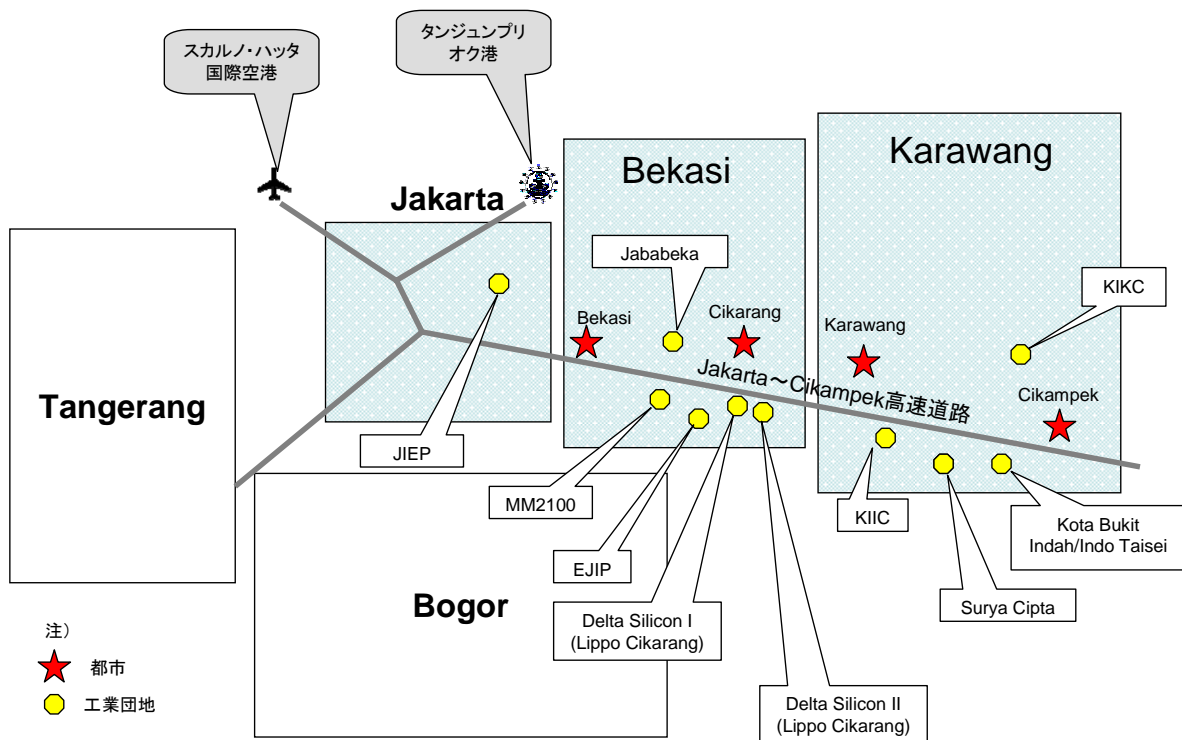 スカルノ・ハッタ
国際空港
タンジュンプリ
オク港
Jakarta
Bekasi
Karawang
Jababeka
KIKC
Bekasi
Cikarang
Karawang
Jakarta～Cikampek高速道路
Cikampek
Tangerang
JIEP
MM2100
EJIP
KIIC
Kota Bukit
Indah/Indo Taisei
Surya Cipta
Bogor
Delta Silicon I
(Lippo Cikarang)
Delta Silicon II
(Lippo Cikarang)
注）
都市
工業団地